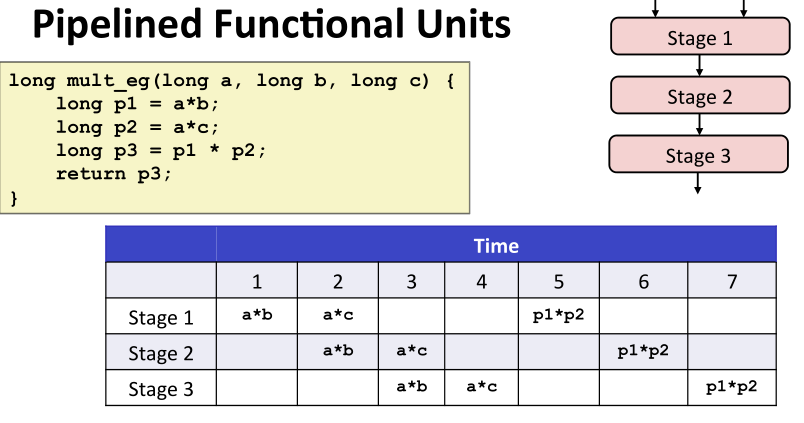 Pipelined Functional Units
long mult_eg(long a, long b, long c) {
    long p1 = a*b;
    long p2 = a*c;
    long p3 = p1 * p2;
    return p3;
}
Stage 1
Stage 2
Stage 3
Time
1 2 3 4 5 6 7
Stage 1 a*b a*c p1*p2
Stage 2 a*b a*c p1*p2
Stage 3 a*b a*c p1*p2